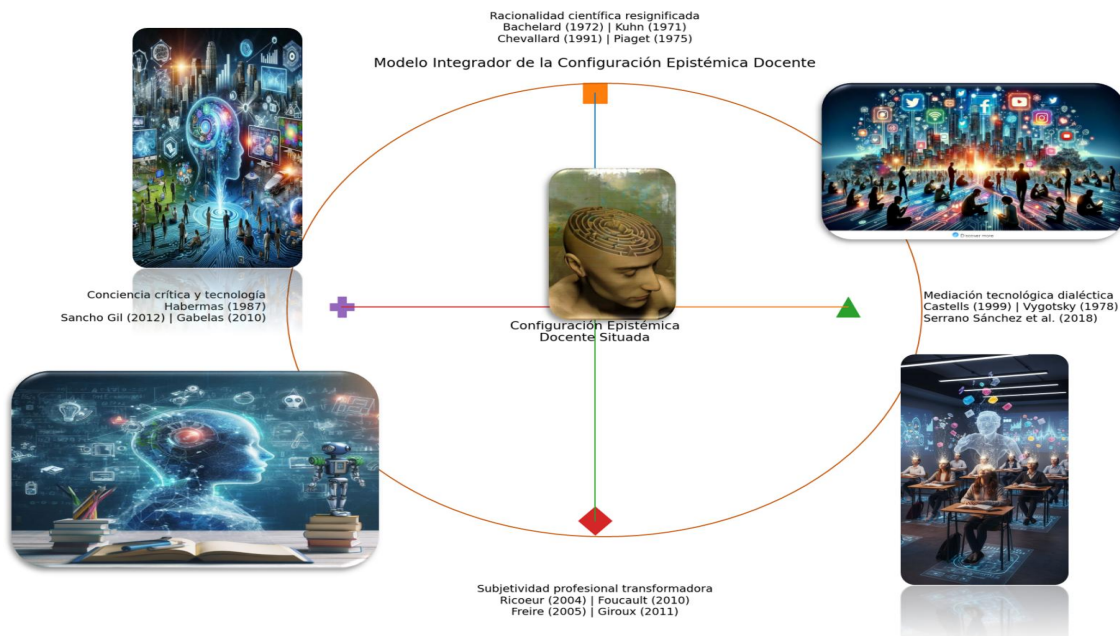 Racionalidad científica resignificada
Bachelard (1972) | Kuhn (1971)
Chevallard (1991) | Piaget (1975)
Modelo Integrador de la Configuración Epistémica Docente
Conciencia crítica y tecnología
Habermas (1987)
Sancho Gil (2012) | Gabelas (2010)
Configuración Epistémica
Docente Situada
Mediación tecnológica dialéctica
Castells (1999) | Vygotsky (1978)
Serrano Sánchez et al. (2018)
Subjetividad profesional transformadora
Ricoeur (2004) | Foucault (2010)
Freire (2005) | Giroux (2011)